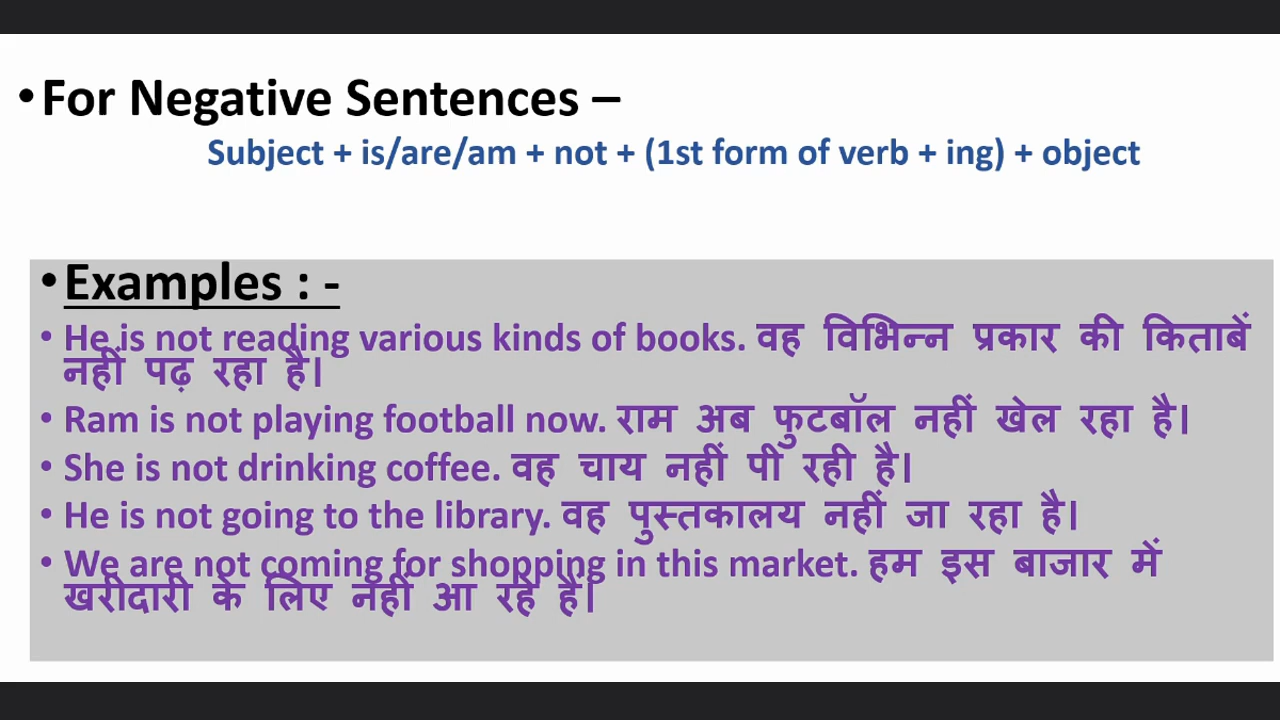 •For Negative Sentences –
Subject + is/are/am + not + (1st form of verb + ing) + object
•Examples : -
• He is not reading various kinds of books. वह विभिन्न प्रकार की किताबें
नहीं पढ़ रहा है।
• Ram is not playing football now. राम अब फुटबॉल नहीं खेल रहा है।
• She is not drinking coffee. वह चाय नहीं पी रही है।
• He is not going to the library. वह पुस्तकालय नहीं जा रहा है।
• We are not coming for shopping in this market. हम इस बाजार में
खरीदारी के लिए नहीं आ रहे हैं।